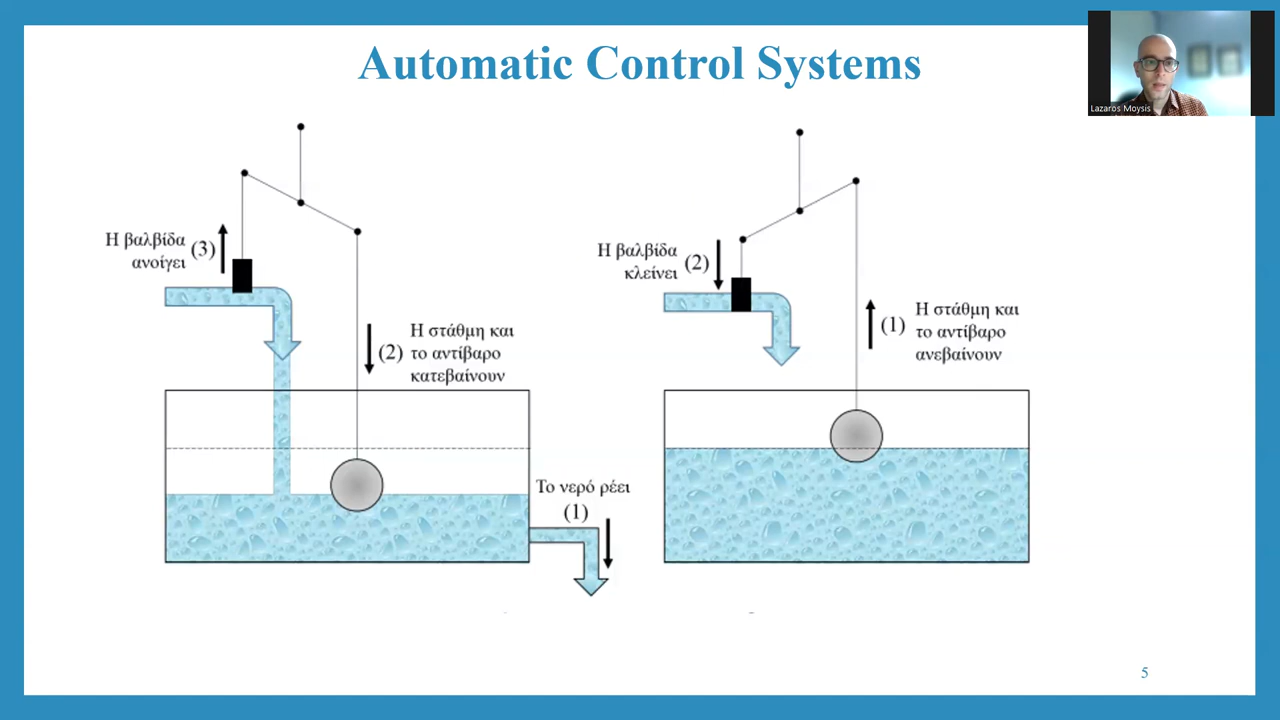 Automatic Control Systems
Lazaros Moysis
Η βαλβίδα
ανοίγει
(3)
(2)
Η στάθμη και
το αντίβαρο
κατεβαίνουν
Το νερό ρέει
(1)
Η βαλβίδα
κλείνει
(2)
(1)
Η στάθμη και
το αντίβαρο
ανεβαίνουν
5